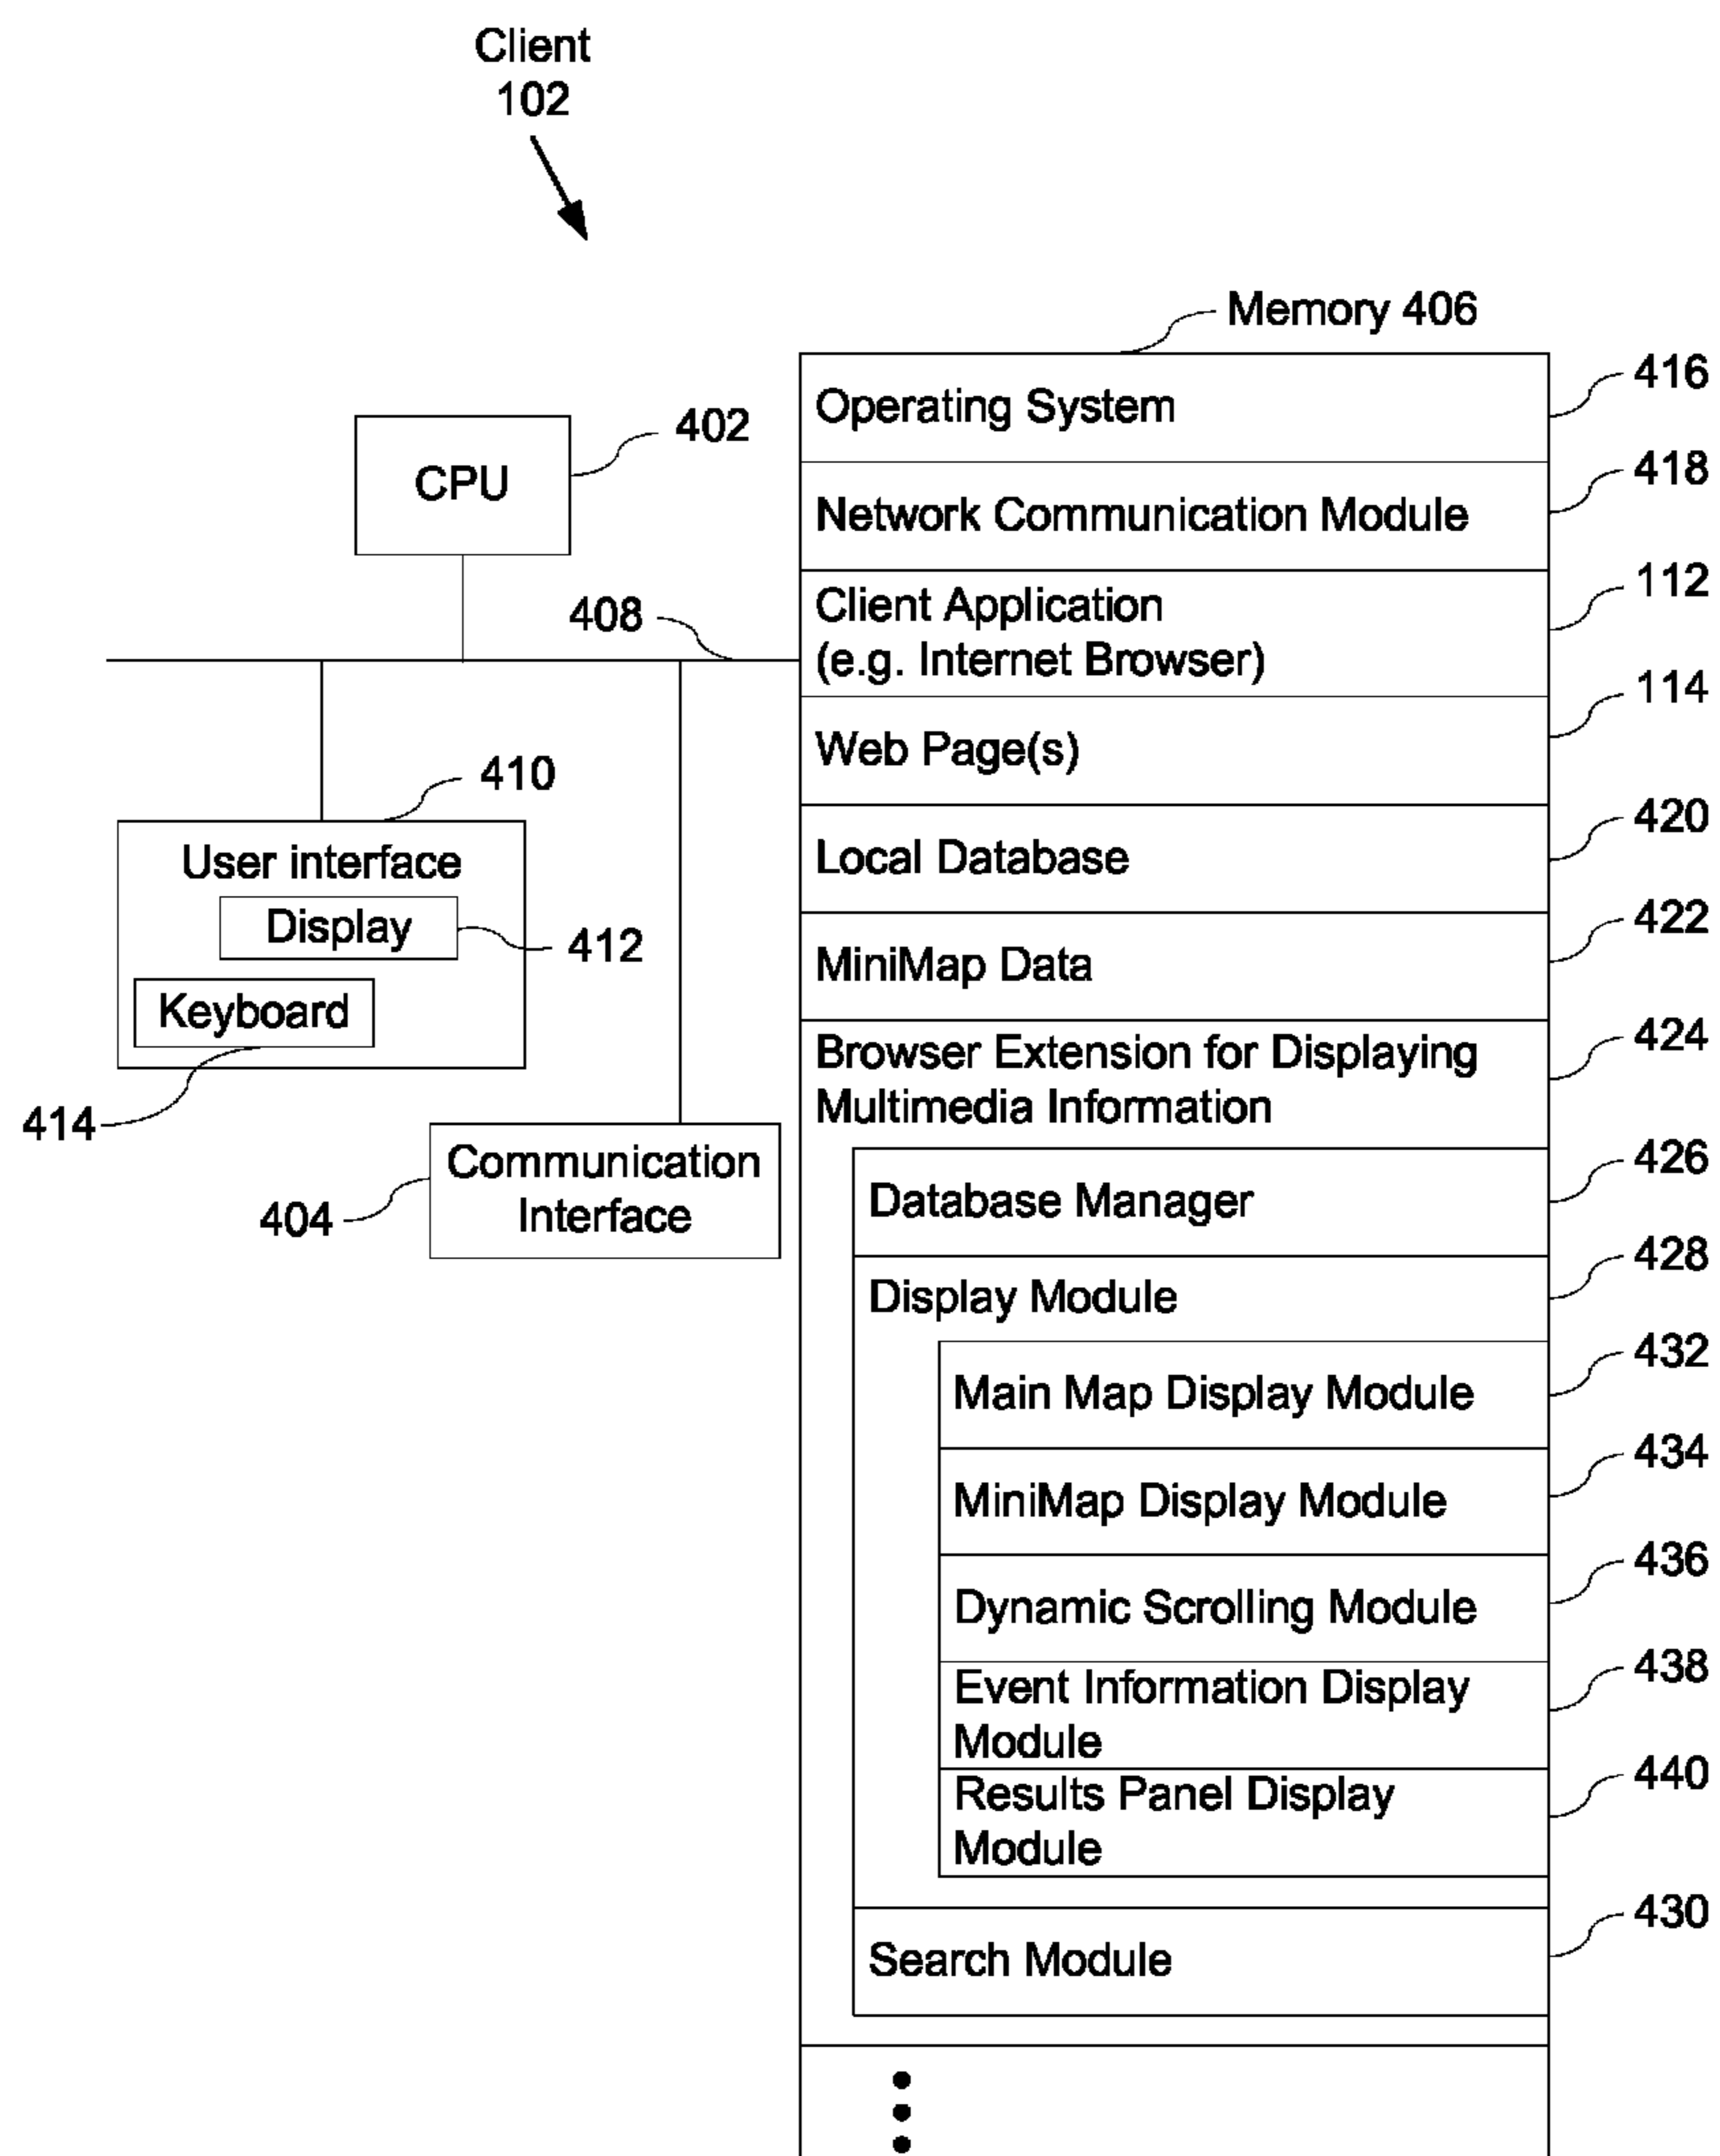 Client
102
Memory 406
Operating System
416
Network Communication Module
418
Client Application
(e.g. Internet Browser)
112
Web Page(s)
114
Local Database
420
MiniMap Data
422
Browser Extension for Displaying
Multimedia Information
424
Database Manager
426
Display Module
428
Main Map Display Module
432
MiniMap Display Module
434
Dynamic Scrolling Module
436
Event Information Display
Module
438
Results Panel Display
Module
440
Search Module
430
CPU
402
408
410
User interface
Display
412
Keyboard
414
Communication
Interface
404